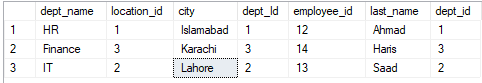 dept_name location_id city dept_Id employee_id last_name dept_id
1 HR 1 Islamabad 1 12 Ahmad 1
2 Finance 3 Karachi 3 14 Haris 3
3 IT 2 Lahore 2 13 Saad 2